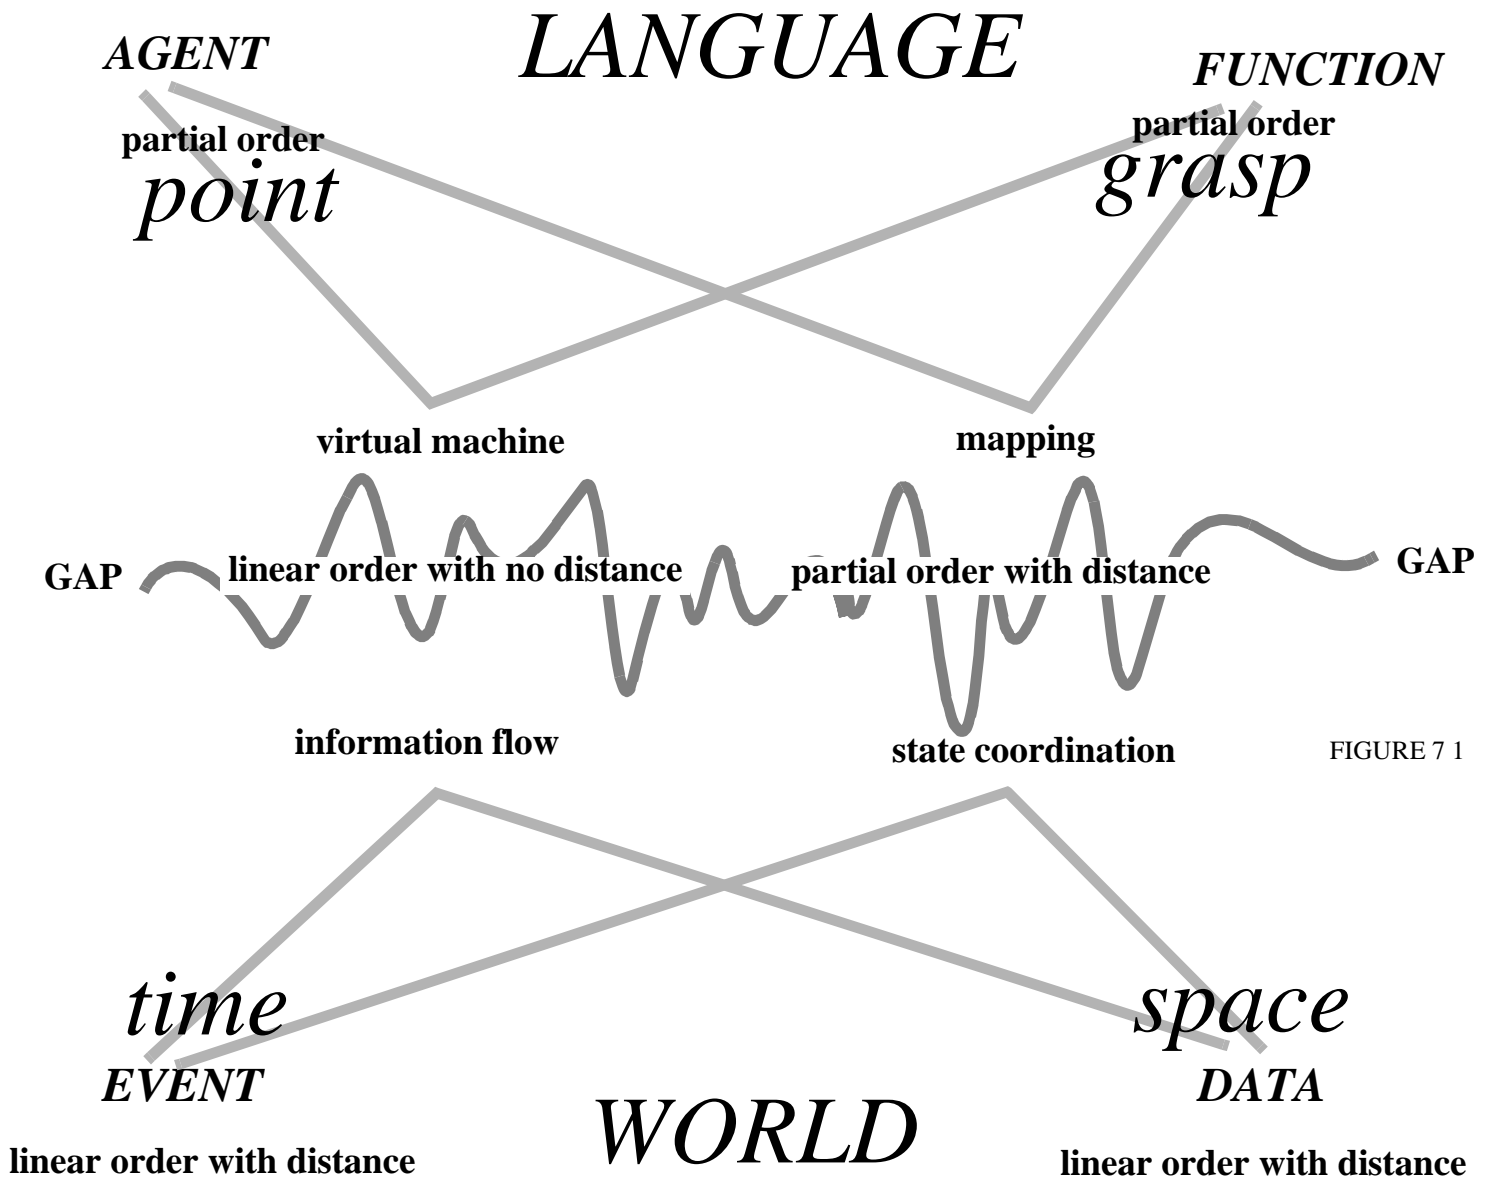 LANGUAGE
AGENT
FUNCTION
partial order
partial order
point
grasp
virtual machine
mapping
GAP
linear order with no distance
partial order with distance
GAP
information flow
state coordination
FIGURE 7 1
time
space
EVENT
DATA
WORLD
linear order with distance
linear order with distance